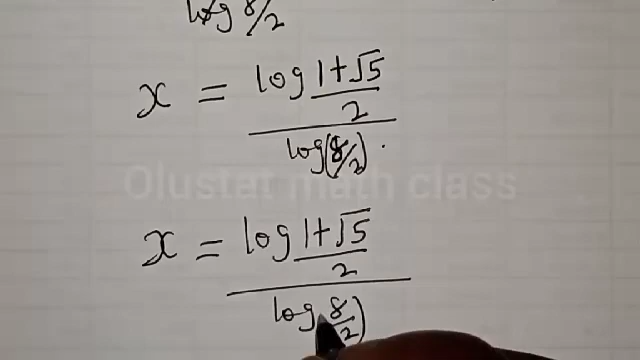 log 8/2
x = log (1+√5)/2
log(8/2) .
Olustat math class
x = log (1+√5)/2
log 8/2)